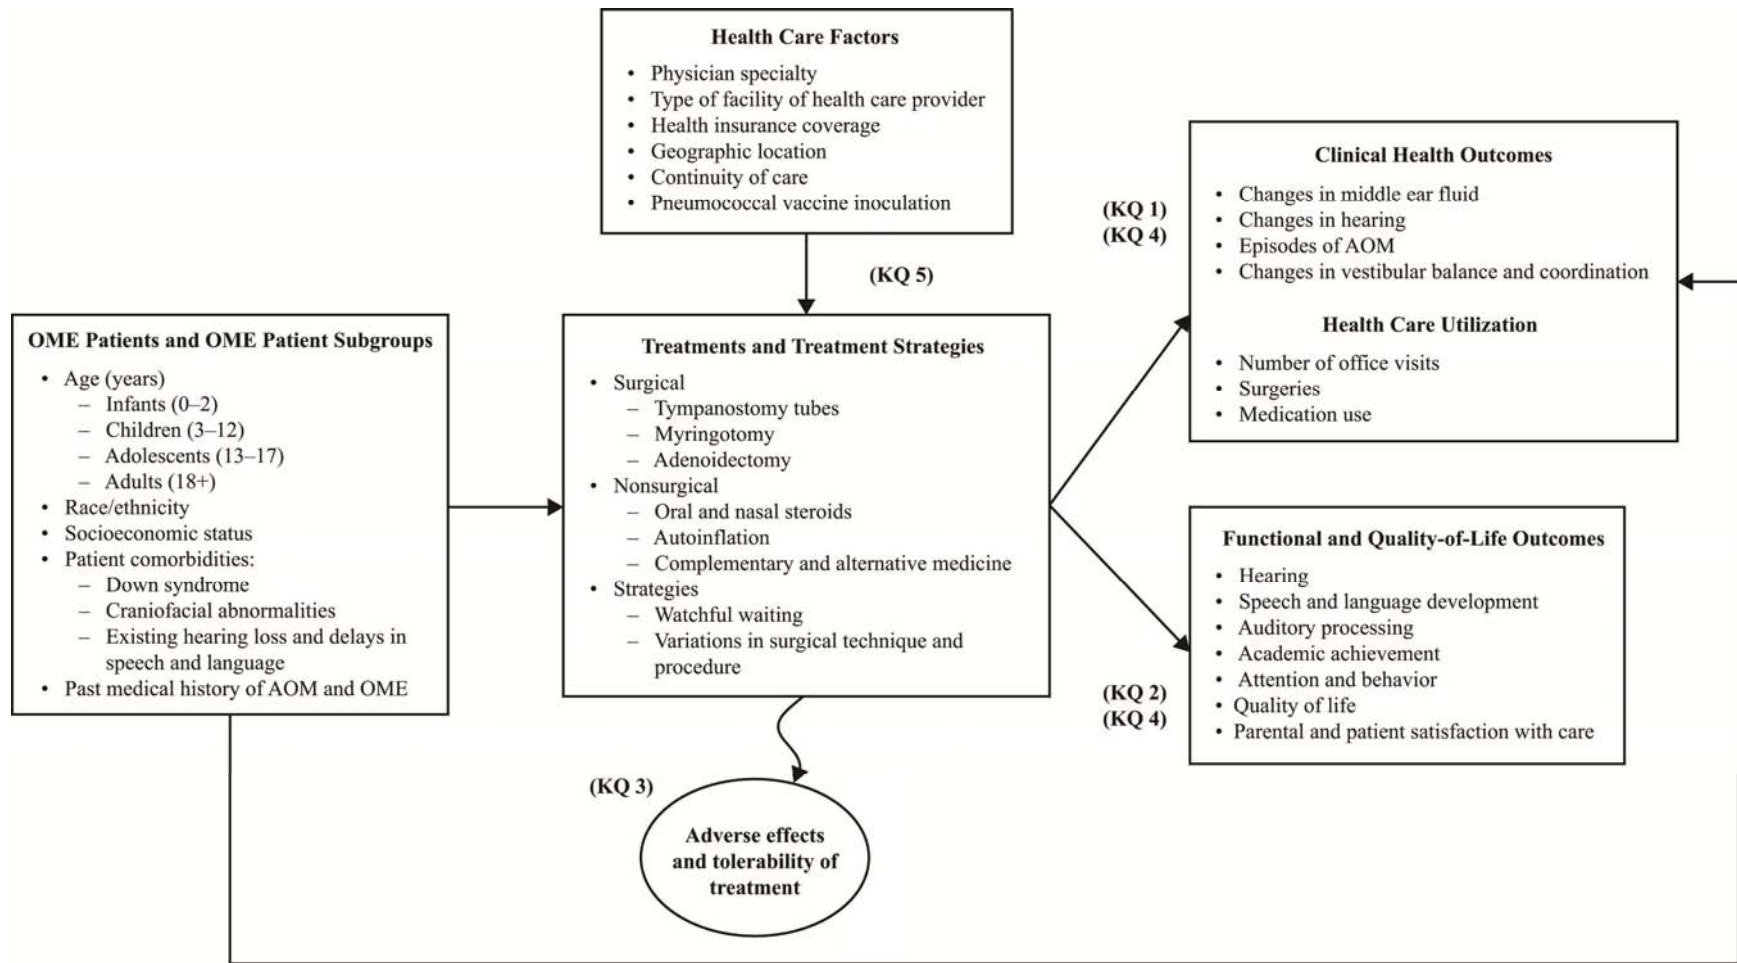 Health Care Factors
• Physician specialty
• Type of facility of health care provider
• Health insurance coverage
• Geographic location
• Continuity of care
• Pneumococcal vaccine inoculation
(KQ 5)
OME Patients and OME Patient Subgroups
• Age (years)
– Infants (0–2)
– Children (3–12)
– Adolescents (13–17)
– Adults (18+)
• Race/ethnicity
• Socioeconomic status
• Patient comorbidities:
– Down syndrome
– Craniofacial abnormalities
– Existing hearing loss and delays in
speech and language
• Past medical history of AOM and OME
Treatments and Treatment Strategies
• Surgical
– Tympanostomy tubes
– Myringotomy
– Adenoidectomy
• Nonsurgical
– Oral and nasal steroids
– Autoinflation
– Complementary and alternative medicine
• Strategies
– Watchful waiting
– Variations in surgical technique and
procedure
(KQ 3)
Adverse effects
and tolerability of
treatment
(KQ 1)
(KQ 4)
Clinical Health Outcomes
• Changes in middle ear fluid
• Changes in hearing
• Episodes of AOM
• Changes in vestibular balance and coordination
Health Care Utilization
• Number of office visits
• Surgeries
• Medication use
(KQ 2)
(KQ 4)
Functional and Quality-of-Life Outcomes
• Hearing
• Speech and language development
• Auditory processing
• Academic achievement
• Attention and behavior
• Quality of life
• Parental and patient satisfaction with care